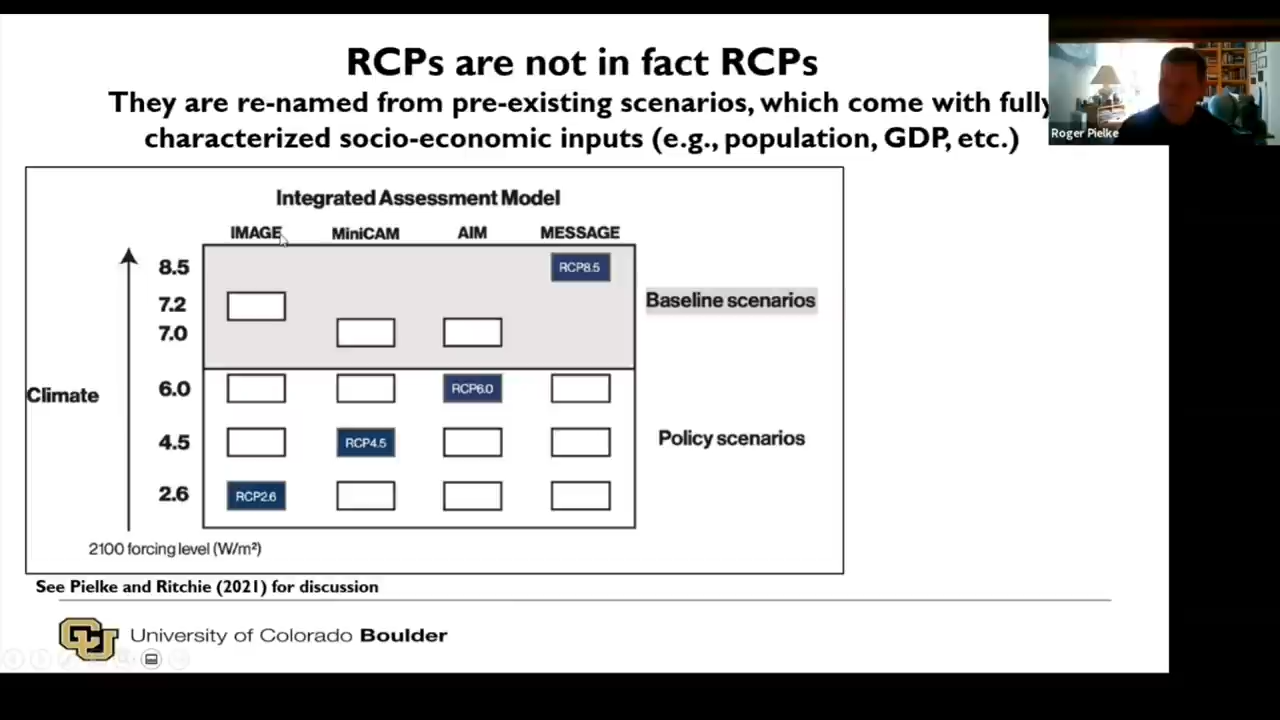 RCPs are not in fact RCPs
They are re-named from pre-existing scenarios, which come with fully
characterized socio-economic inputs (e.g., population, GDP, etc.)
Roger Pielke
Integrated Assessment Model
IMAGE MiniCAM AIM MESSAGE
8.5 RCP8.5
7.2
Baseline scenarios
7.0
6.0 RCP6.0
Climate
4.5 RCP4.5
Policy scenarios
2.6 RCP2.6
2100 forcing level (W/m²)
See Pielke and Ritchie (2021) for discussion
CU University of Colorado Boulder